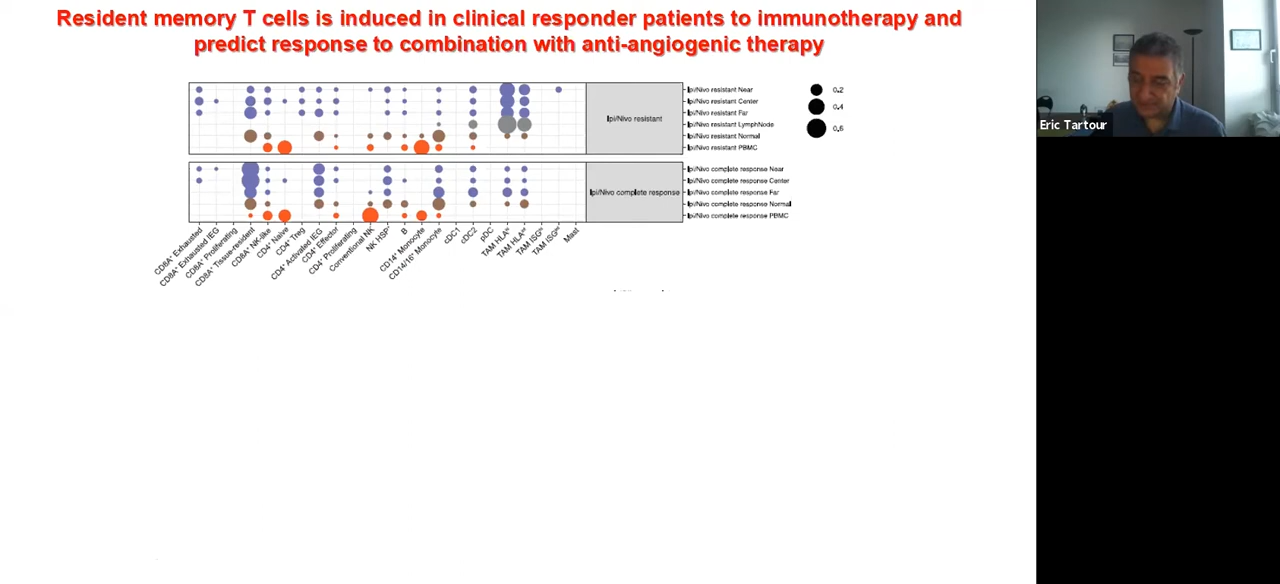 Resident memory T cells is induced in clinical responder patients to immunotherapy and
predict response to combination with anti-angiogenic therapy
Ipi/Nivo resistant Near
Ipi/Nivo resistant Center
Ipi/Nivo resistant Far
Ipi/Nivo resistant LymphNode
Ipi/Nivo resistant Normal
Ipi/Nivo resistant PBMC
Ipi/Nivo resistant
0.2
0.4
0.6
Eric Tartour
Ipi/Nivo complete response Near
Ipi/Nivo complete response Center
Ipi/Nivo complete response Far
Ipi/Nivo complete response Normal
Ipi/Nivo complete response PBMC
Ipi/Nivo complete response
CD8A⁺ Exhausted
CD8A⁺ Exhausted IEG
CD8A⁺ Proliferating
CD8A⁺ Tissue-resident
CD8A⁺ NK-like
CD4⁺ Naive
CD4⁺ Treg
CD4⁺ Activated IEG
CD4⁺ Effector
CD4⁺ Proliferating
Conventional NK
NK HSP⁺
B
CD14⁺ Monocyte
CD14/16⁺ Monocyte
cDC1
cDC2
pDC
TAM HLA
TAM HLA
TAM ISG
TAM ISG
Mast